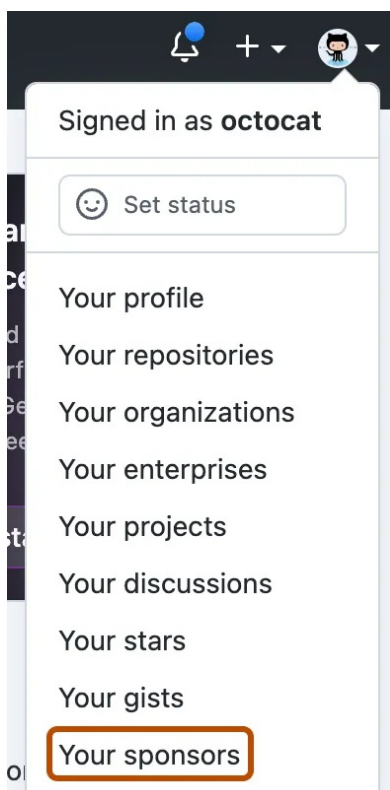 Signed in as octocat
Set status
Your profile
Your repositories
Your organizations
Your enterprises
Your projects
Your discussions
Your stars
Your gists
Your sponsors